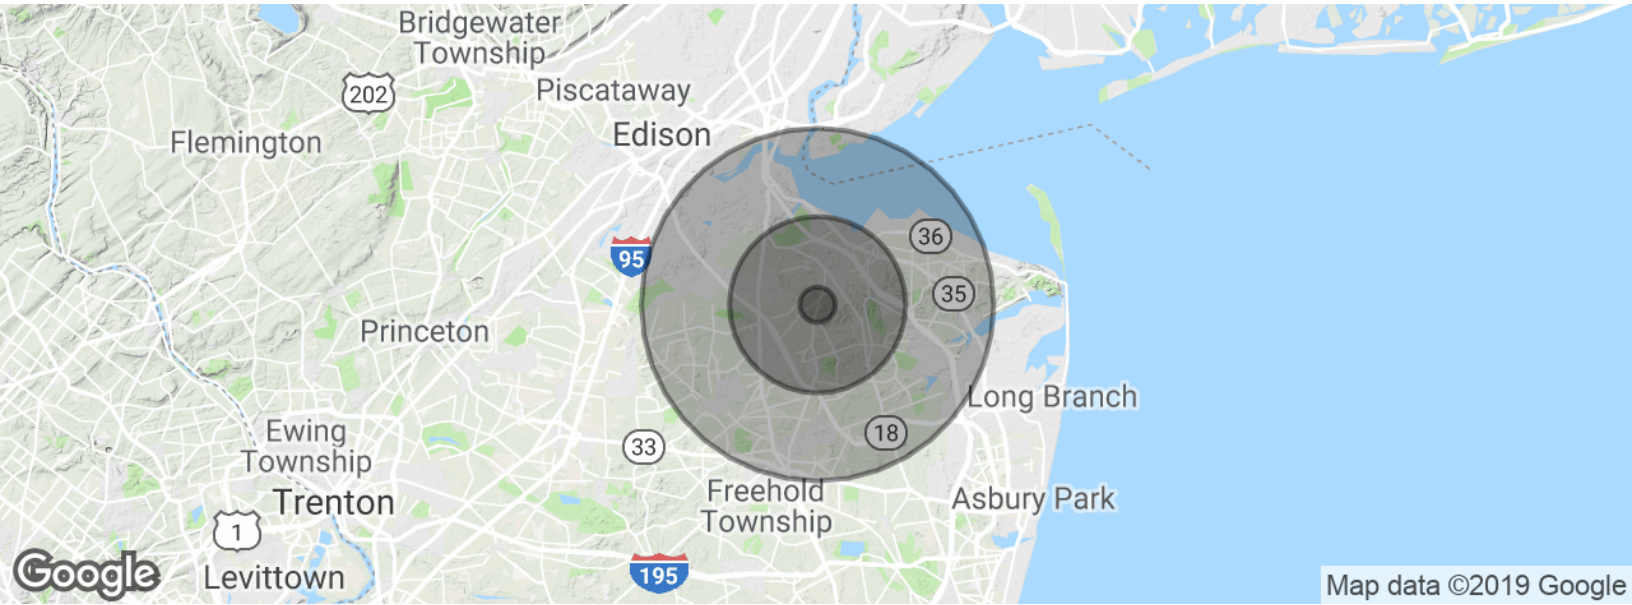 Bridgewater
Township
202
Piscataway
Edison
Flemington
36
95
35
Princeton
Long Branch
Ewing
Township
33
18
Trenton
Freehold
Township
Asbury Park
1
195
Google
Levittown
Map data ©2019 Google